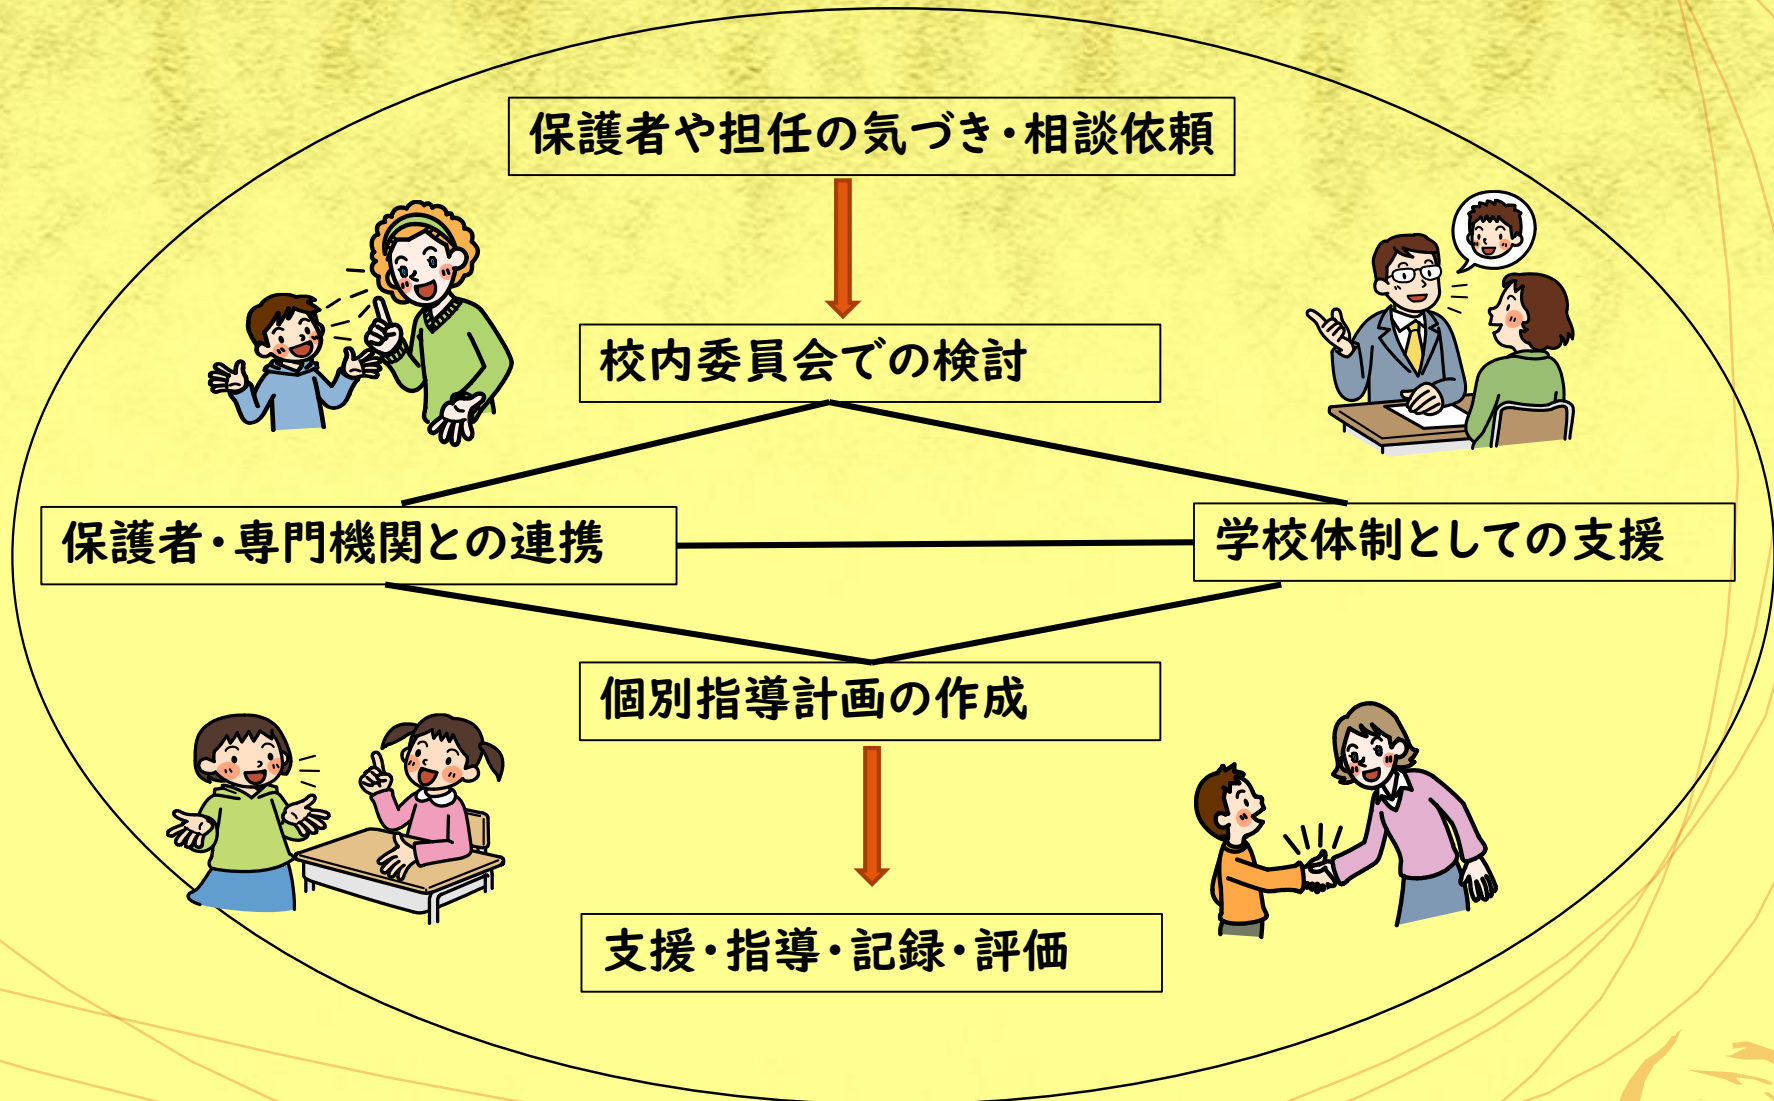 保護者や担任の気づき・相談依頼
校内委員会での検討
保護者・専門機関との連携
学校体制としての支援
個別指導計画の作成
支援・指導・記録・評価